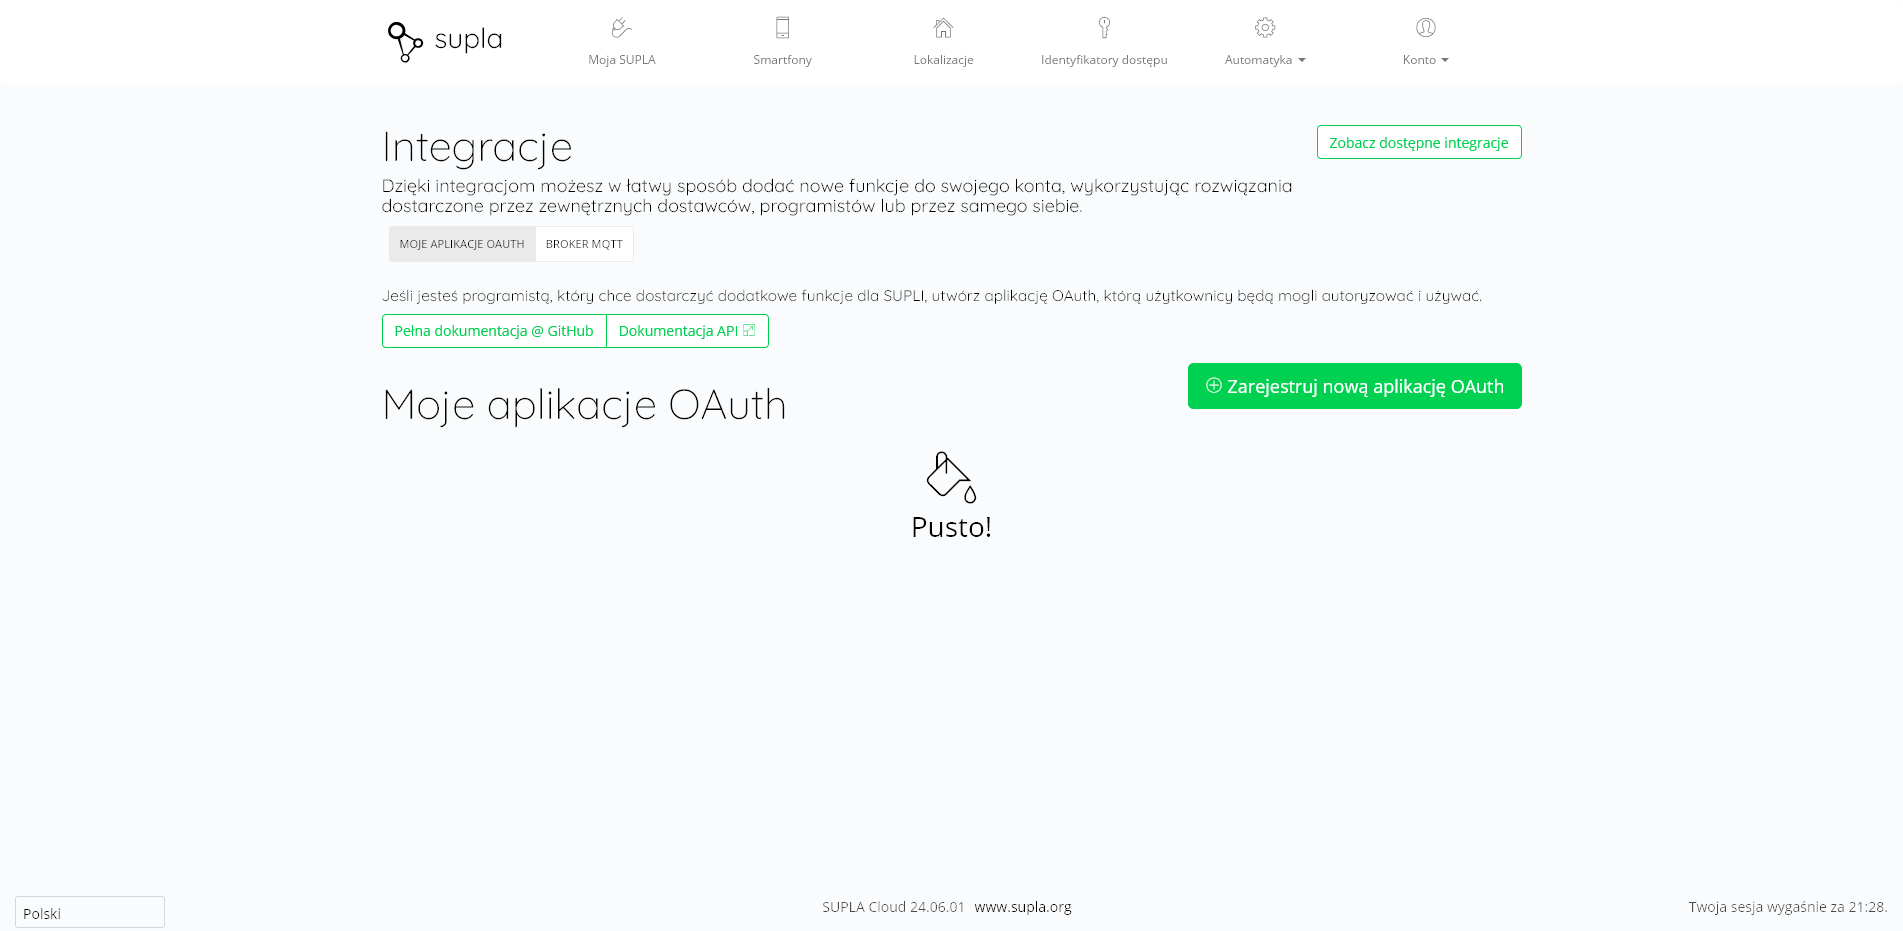 supla
Moja SUPLA
Smartfony
Lokalizacje
Identyfikatory dostępu
Automatyka
Konto
Integracje
Zobacz dostępne integracje
Dzięki integracjom możesz w łatwy sposób dodać nowe funkcje do swojego konta, wykorzystując rozwiązania
dostarczone przez zewnętrznych dostawców, programistów lub przez samego siebie.
MOJE APLIKACJE OAUTH
BROKER MQTT
Jeśli jesteś programistą, który chce dostarczyć dodatkowe funkcje dla SUPLI, utwórz aplikację OAuth, którą użytkownicy będą mogli autoryzować i używać.
Pełna dokumentacja @ GitHub
Dokumentacja API
Moje aplikacje OAuth
Zarejestruj nową aplikację OAuth
Pusto!
Polski
SUPLA Cloud 24.06.01 www.supla.org
Twoja sesja wygaśnie za 21:28.